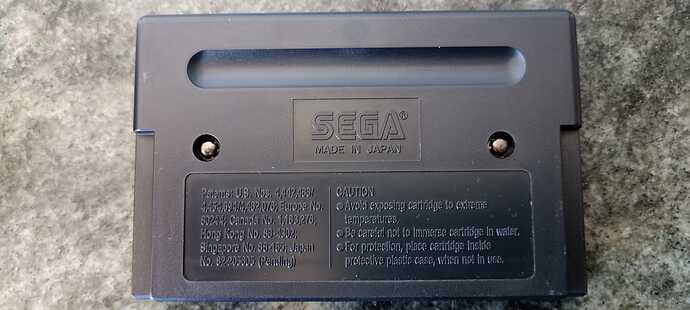 SEGA®
MADE IN JAPAN
Patents: U.S. Nos. 4,442,486/
4,454,594/4,462,076; Europe No.
80244; Canada No. 1,183,276;
Hong Kong No. 88-4302;
Singapore No. 88-155; Japan
No. 82-205605 (Pending)
CAUTION
Avoid exposing cartridge to extreme
temperatures.
Be careful not to immerse cartridge in water.
For protection, place cartridge inside
protective plastic case, when not in use.